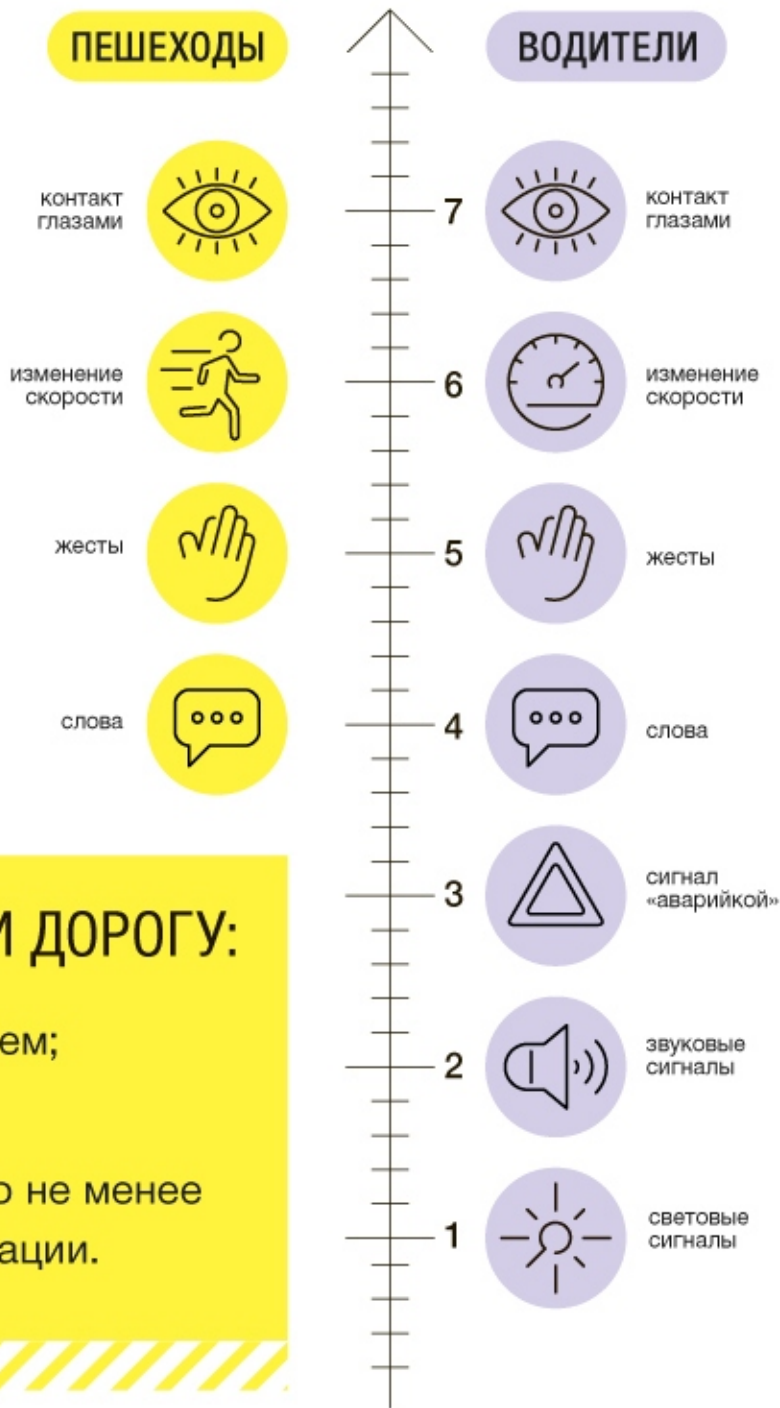 ПЕШЕХОДЫ
ВОДИТЕЛИ
контакт
глазами
7
контакт
глазами
изменение
скорости
6
изменение
скорости
жесты
5
жесты
слова
4
слова
3
сигнал
«аварийкой»
ДОРОГУ:
ем;
2
звуковые
сигналы
о не менее
ации.
1
световые
сигналы